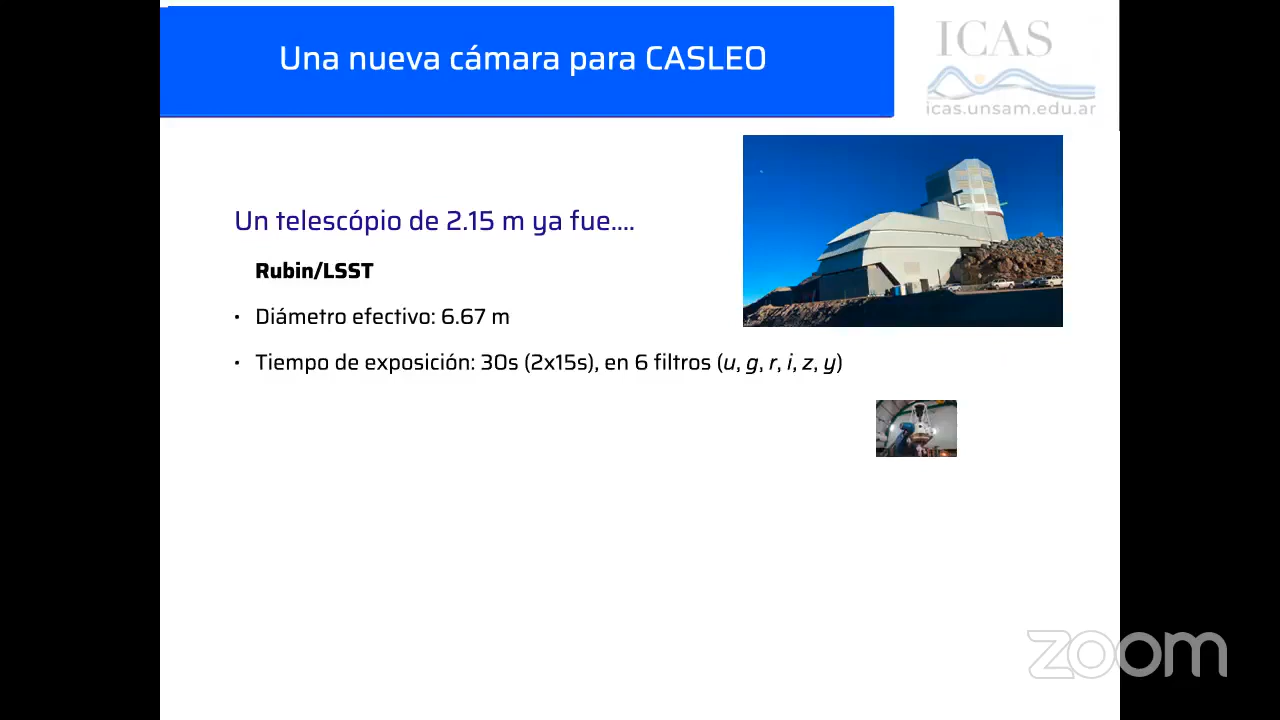 Una nueva cámara para CASLEO
ICAS
icas.unsam.edu.ar
Un telescópio de 2.15 m ya fue....
Rubin/LSST
• Diámetro efectivo: 6.67 m
• Tiempo de exposición: 30s (2x15s), en 6 filtros (u, g, r, i, z, y)
zoom